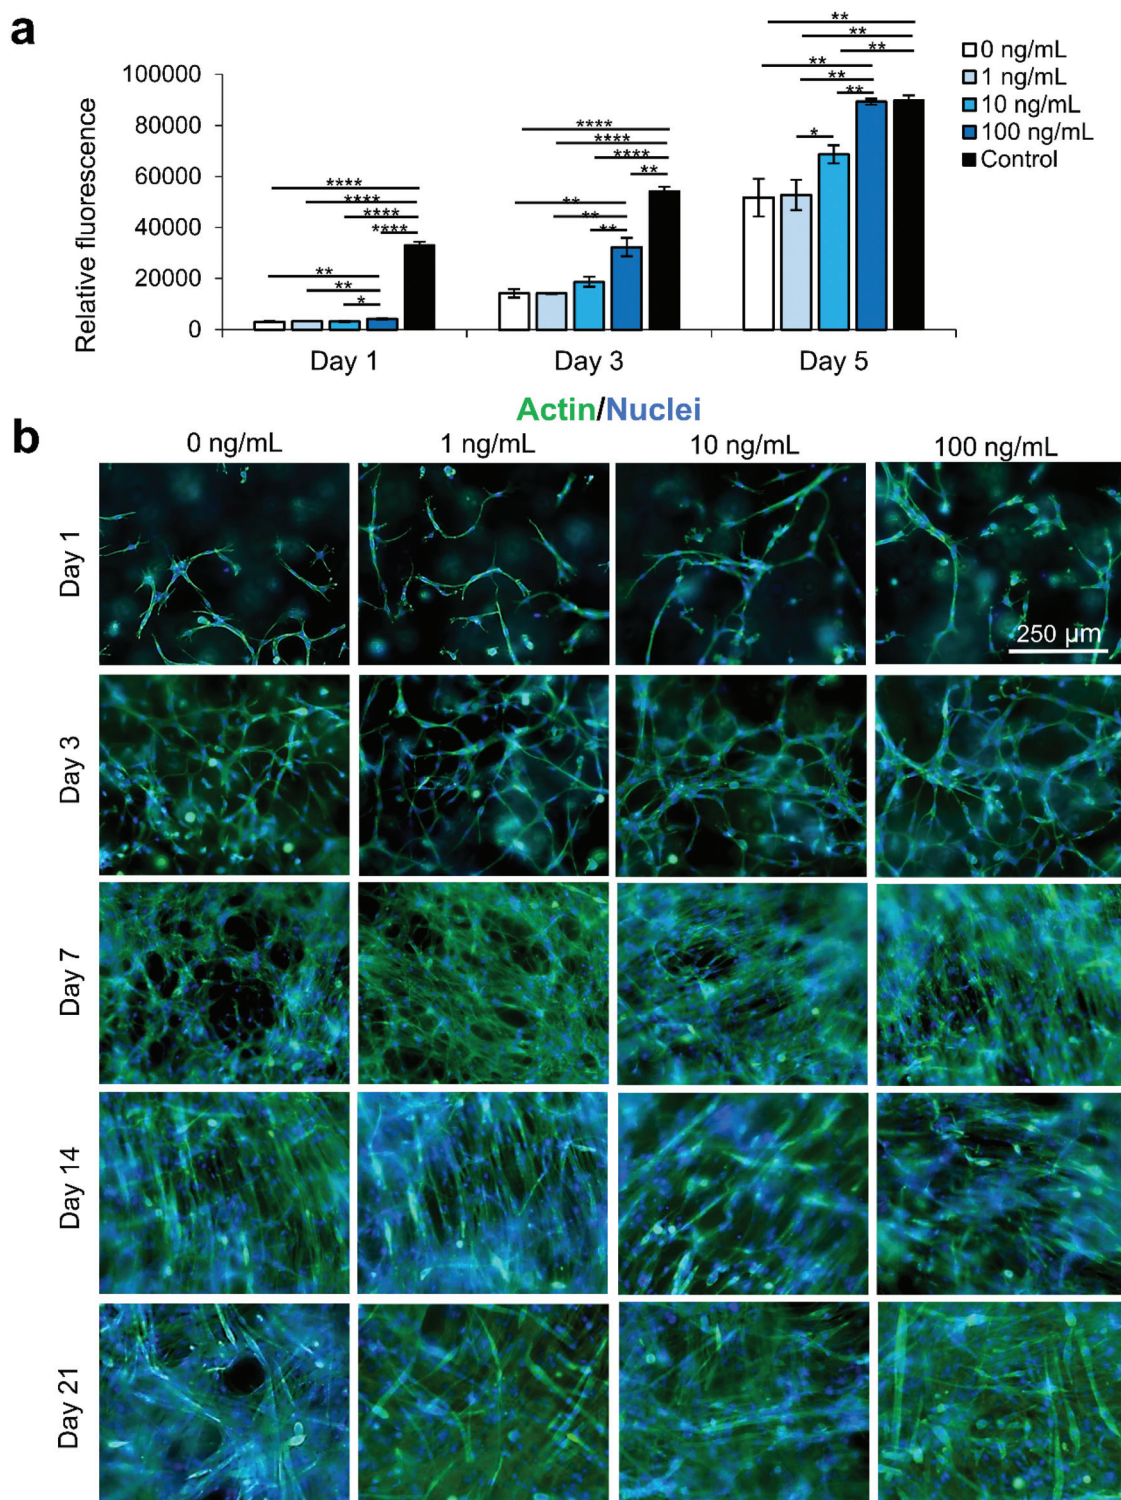 a
**
**
**
**
**
**
*
0 ng/mL
1 ng/mL
10 ng/mL
100 ng/mL
Control
Relative fluorescence
100000
80000
60000
40000
20000
0
****
****
****
****
**
**
*
****
****
****
**
**
**
**
Day 1
Day 3
Day 5
Actin/Nuclei
b
0 ng/mL
1 ng/mL
10 ng/mL
100 ng/mL
Day 1
250 µm
Day 3
Day 7
Day 14
Day 21